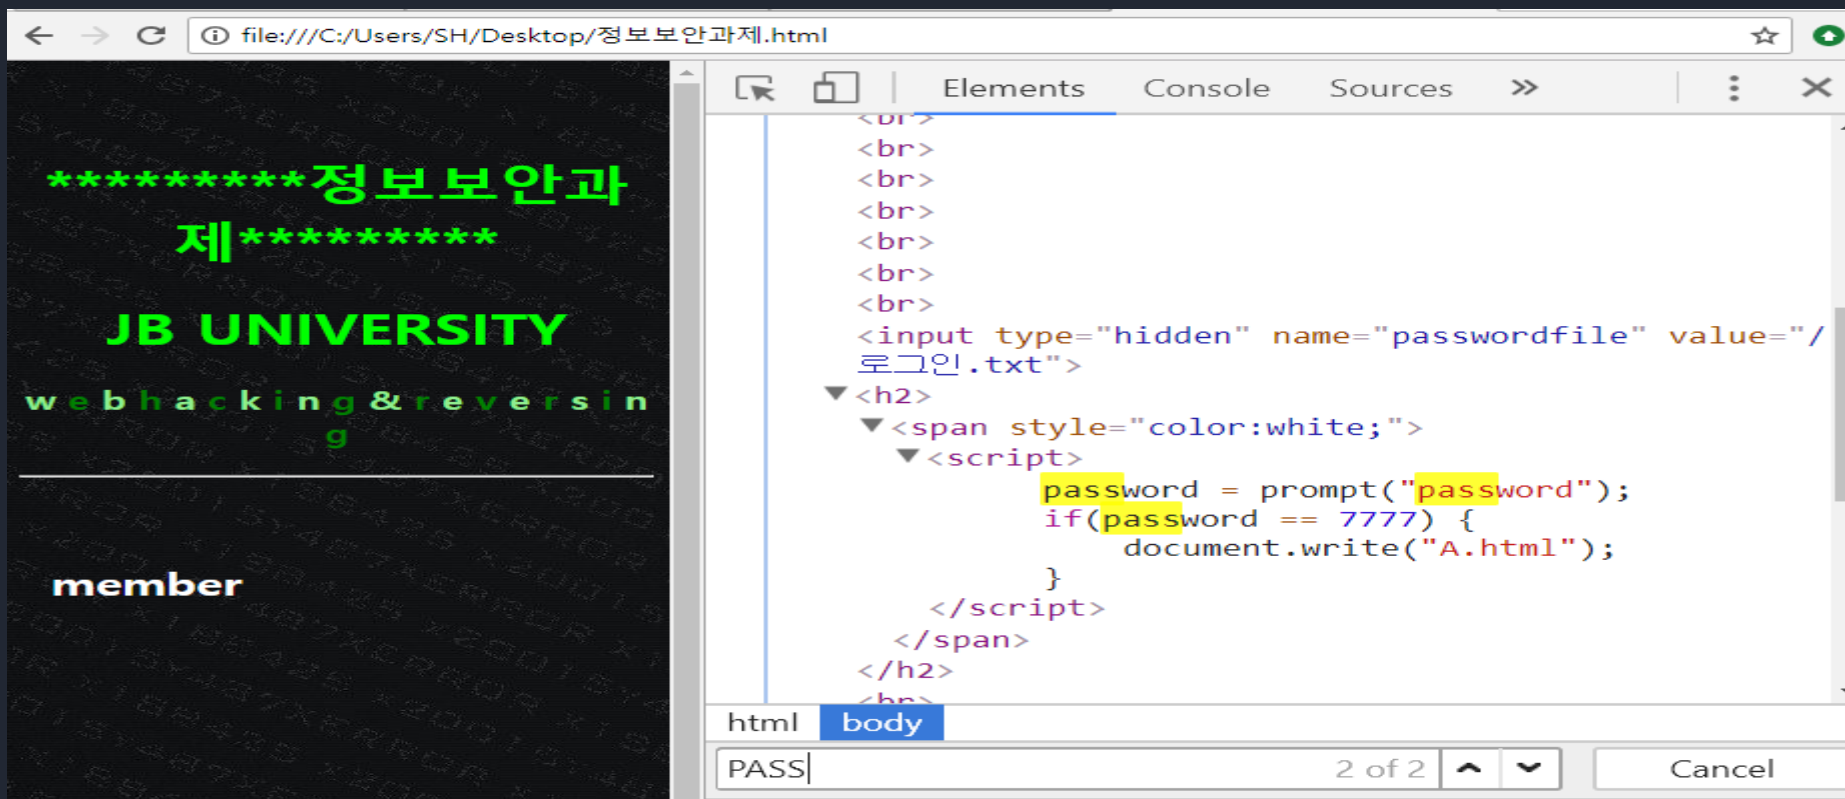 file:///C:/Users/SH/Desktop/정보보안과제.html
*********정보보안과
제*********
JB UNIVERSITY
webhacking&reversin
g
member
Elements Console Sources »
<br>
<br>
<br>
<br>
<br>
<br>
<br>
<input type="hidden" name="passwordfile" value="/
로그인.txt">
▼<h2>
▼<span style="color:white;">
▼<script>
password = prompt("password");
if(password == 7777) {
document.write("A.html");
}
</script>
</span>
</h2>
<br>
html body
PASS 2 of 2 Cancel